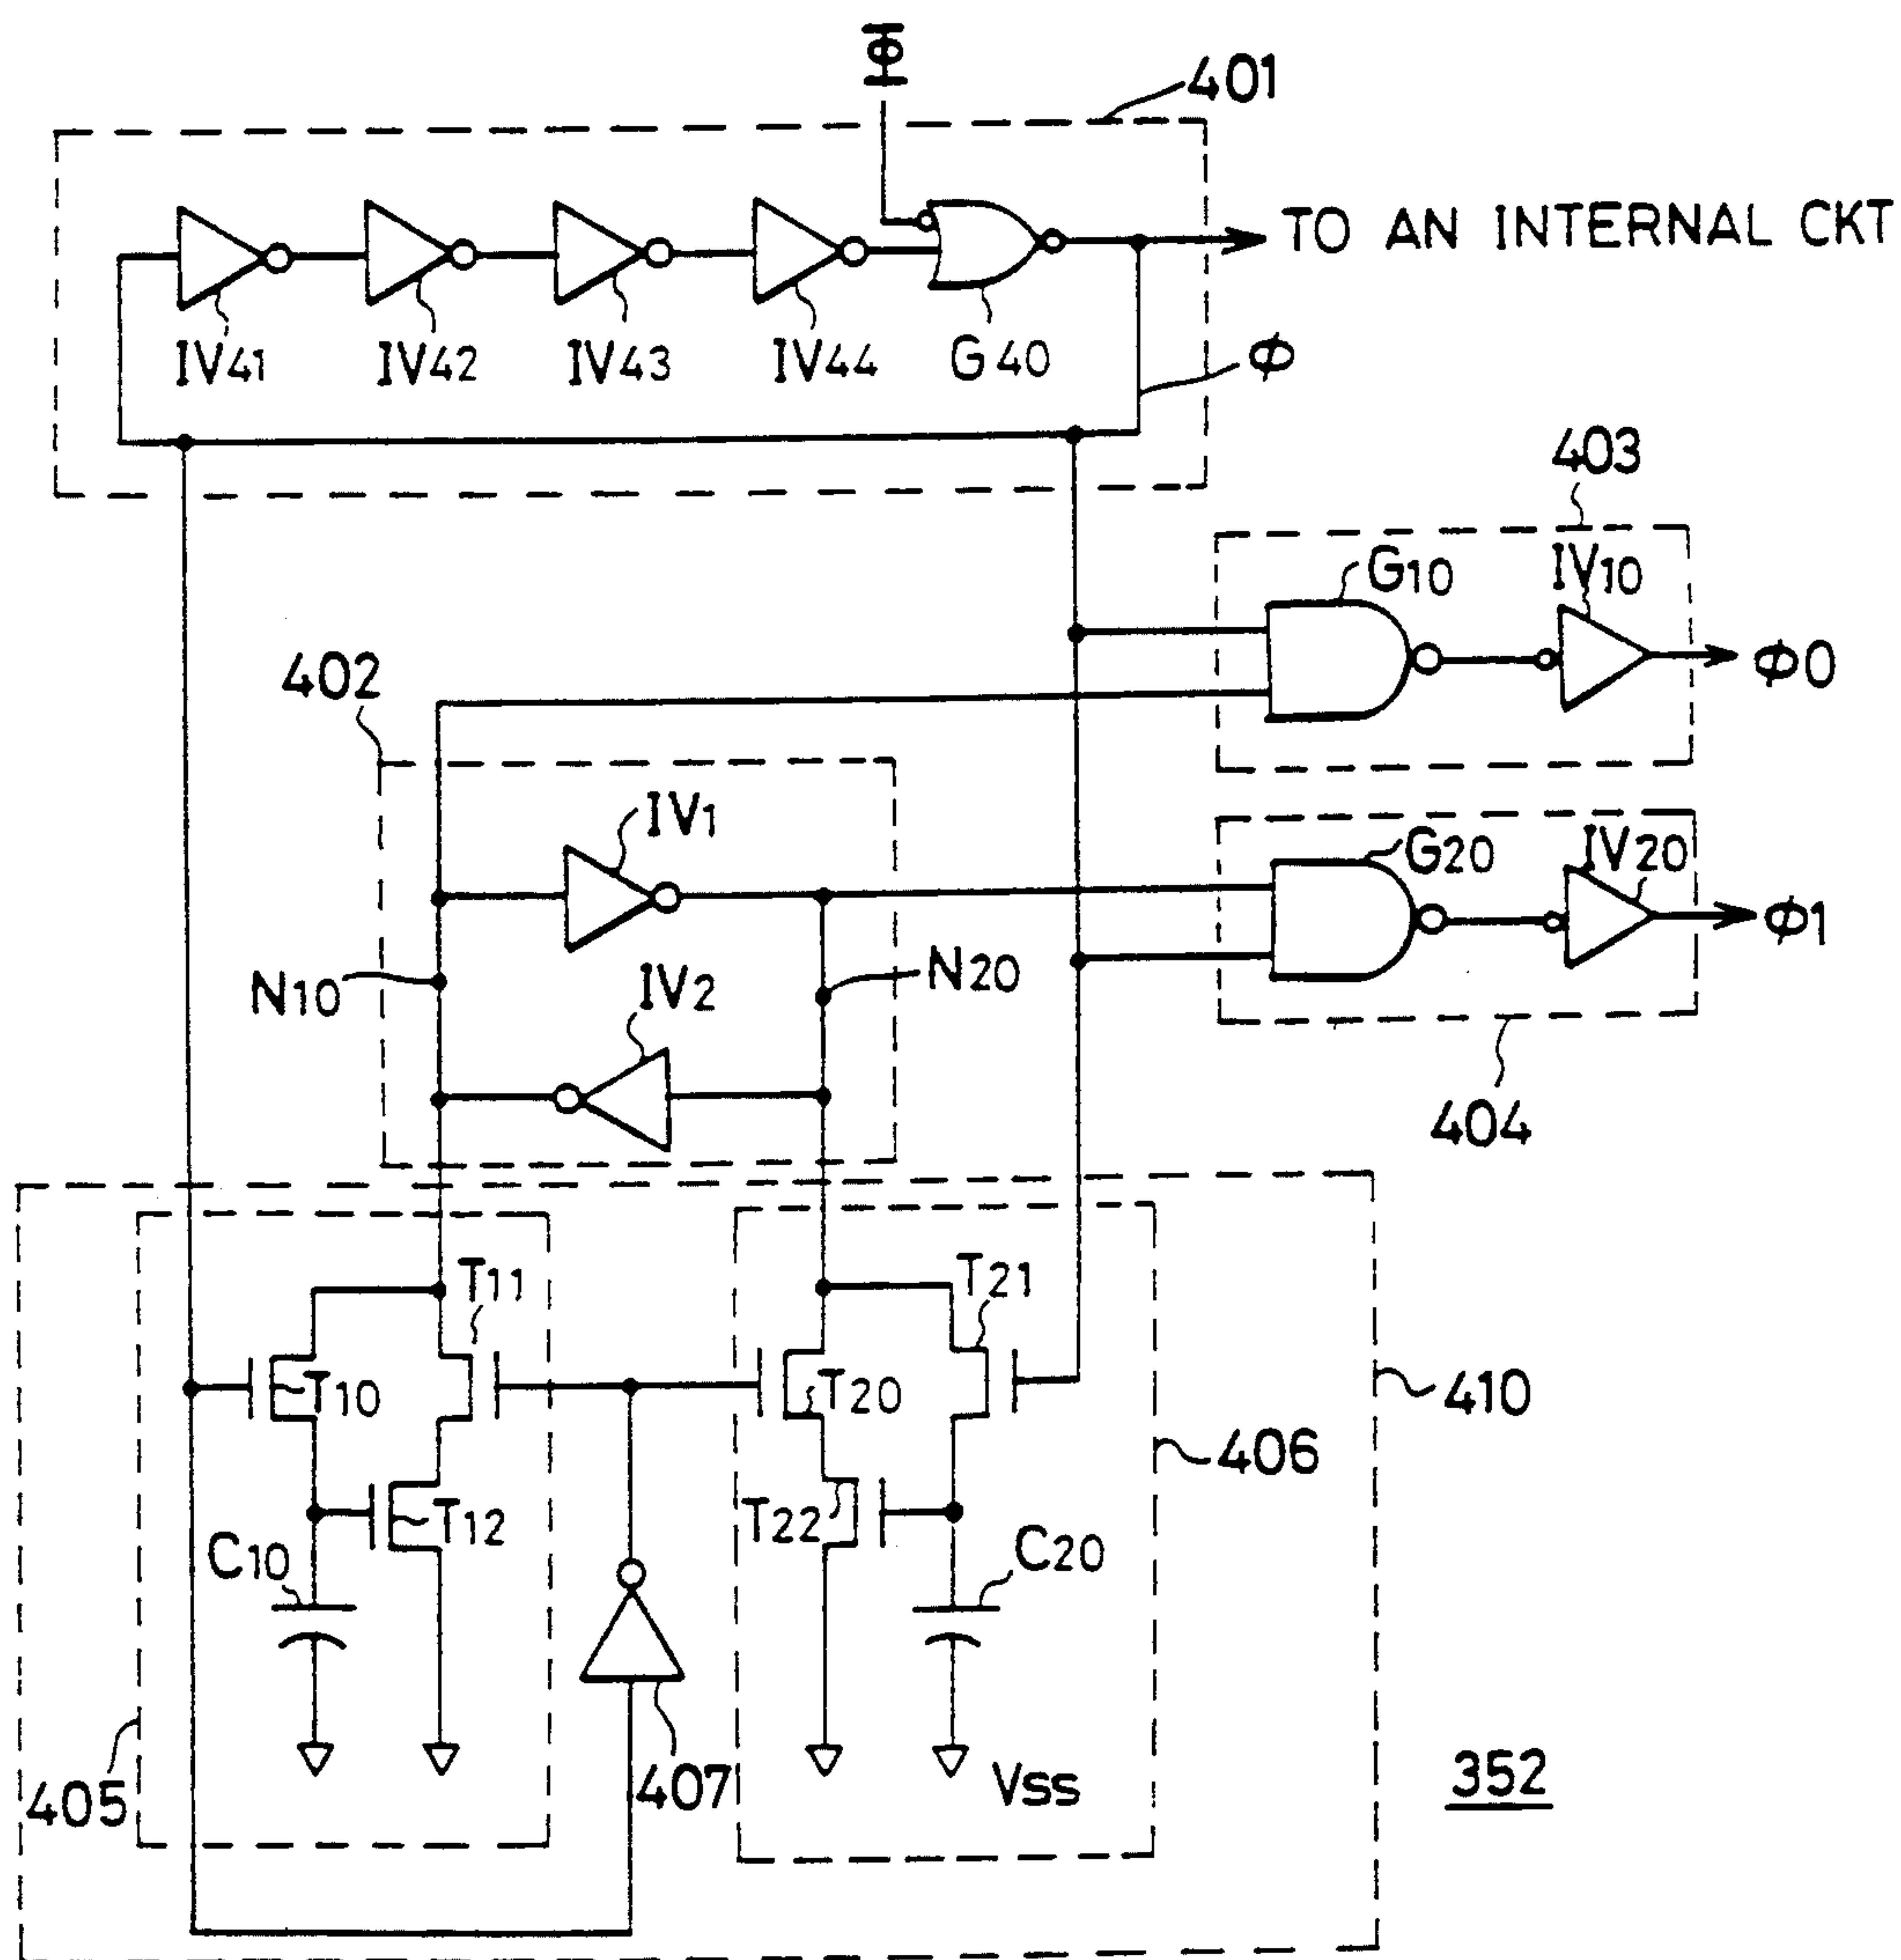 Φ
401
TO AN INTERNAL CKT
IV41
IV42
IV43
IV44
G40
Φ
403
G10
IV10
Φ0
402
IV1
G20
IV20
Φ1
N10
IV2
N20
404
T11
T21
T10
T20
410
406
T12
T22
C10
C20
405
407
VSS
352